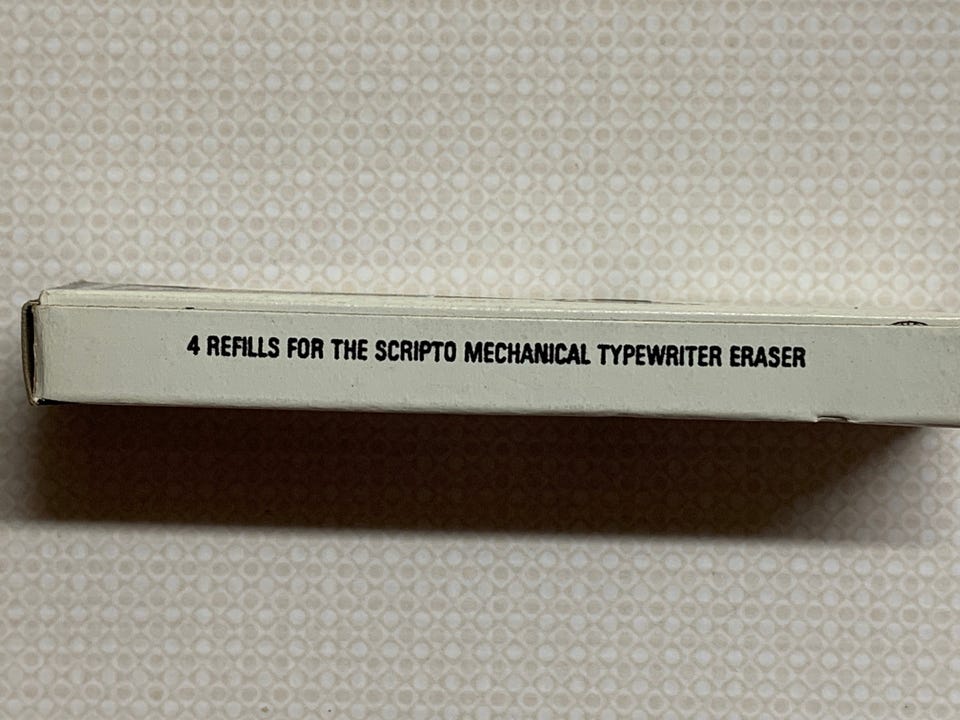 4 REFILLS FOR THE SCRIPTO MECHANICAL TYPEWRITER ERASER